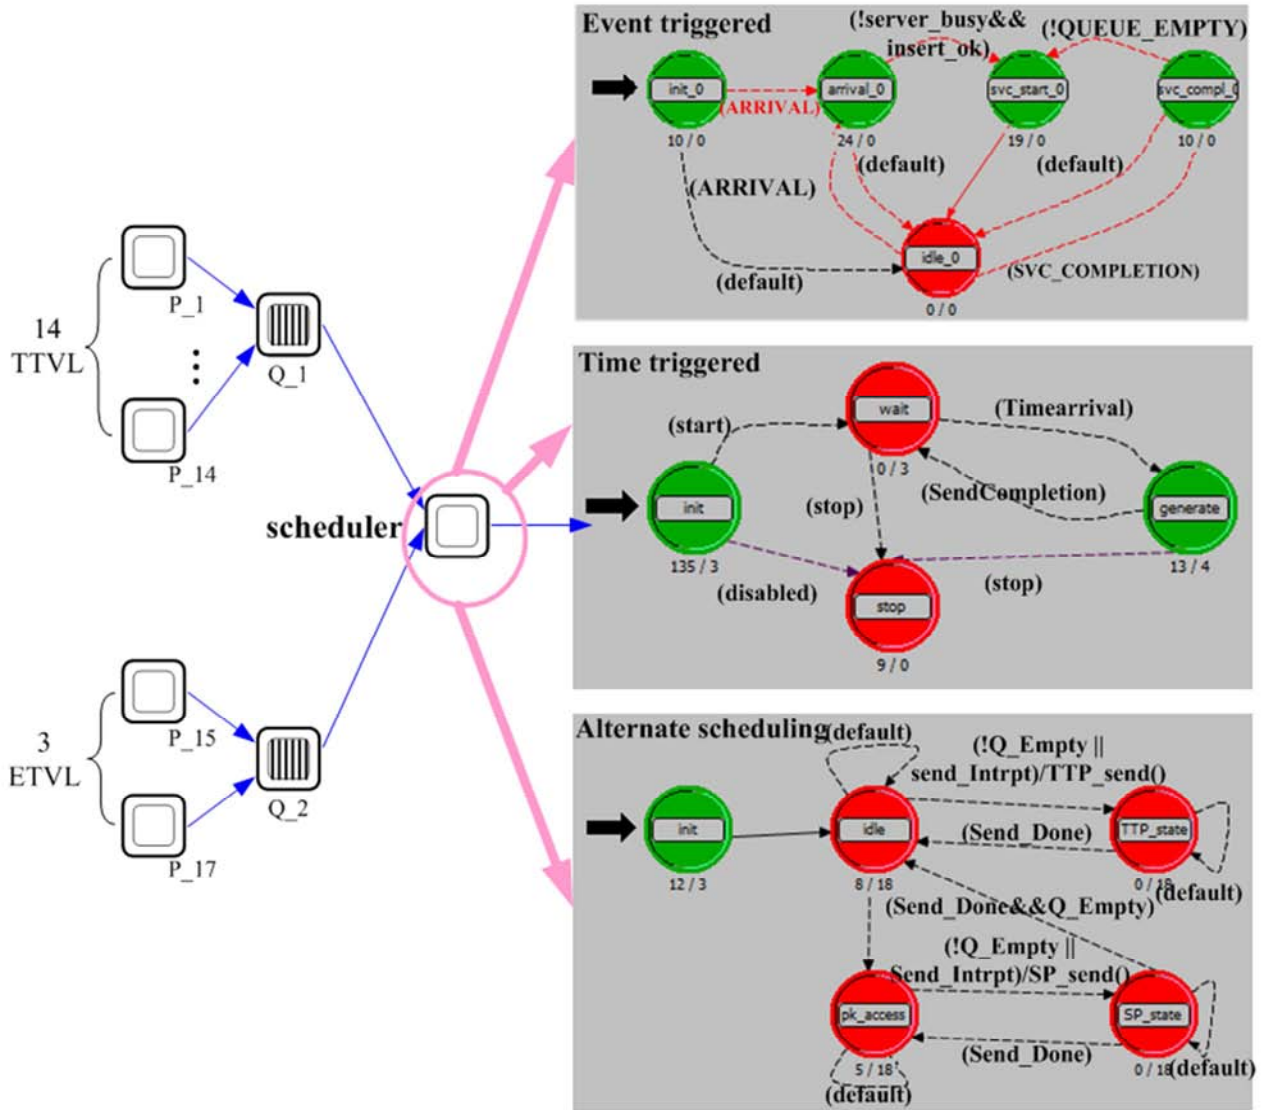 14
TTVL
P_1
P_14
Q_1
scheduler
3
ETVL
P_15
P_17
Q_2
Event triggered
(!server_busy&&
insert_ok)
(!QUEUE_EMPTY)
init_0
(ARRIVAL)
arrival_0
svc_start_0
svc_compl_0
10 / 0
24 / 0
19 / 0
10 / 0
(ARRIVAL)
(default)
(default)
idle_0
(default)
(SVC_COMPLETION)
0 / 0
Time triggered
wait
(start)
(Timearrival)
0 / 3
(stop)
(SendCompletion)
init
generate
135 / 3
13 / 4
(disabled)
(stop)
stop
9 / 0
Alternate scheduling
(default)
(!Q_Empty ||
send_Intrpt)/TTP_send()
init
idle
(Send_Done)
TTP_state
12 / 3
8 / 18
0 / 18
(default)
(Send_Done&&Q_Empty)
(!Q_Empty ||
Send_Intrpt)/SP_send()
pk_access
SP_state
(Send_Done)
5 / 18
0 / 18
(default)
(default)